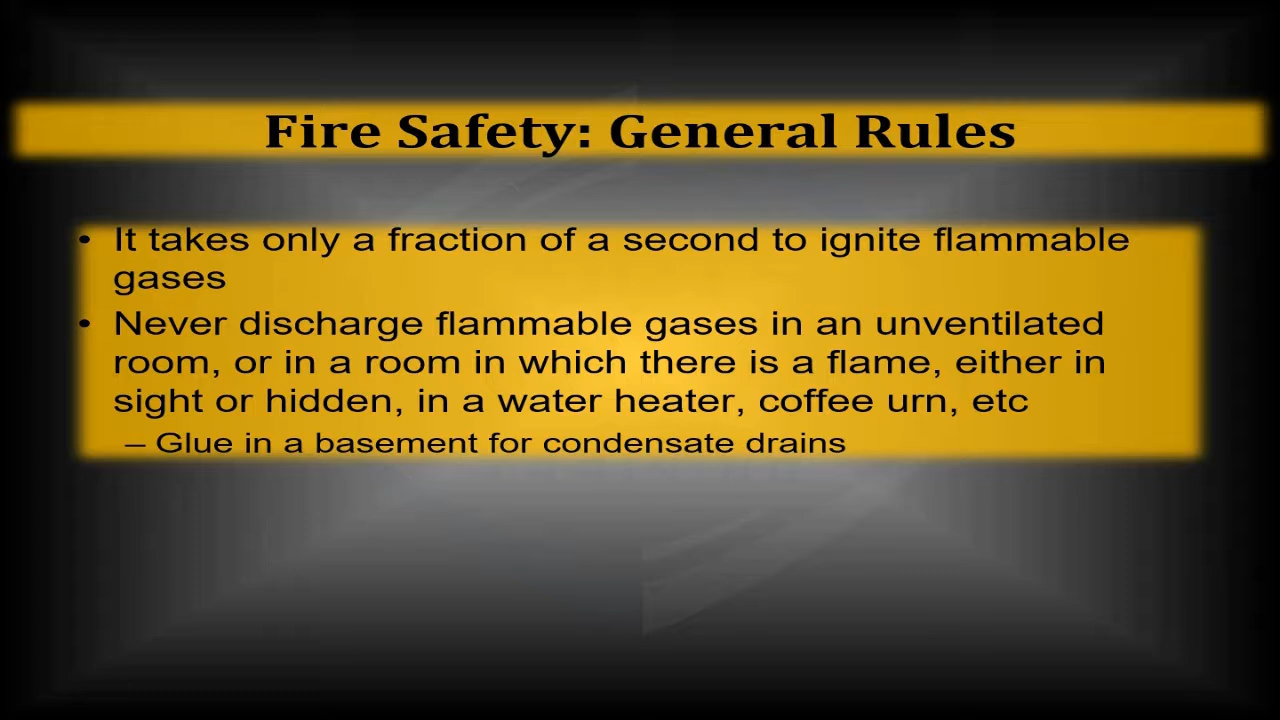 Fire Safety: General Rules
• It takes only a fraction of a second to ignite flammable
gases
• Never discharge flammable gases in an unventilated
room, or in a room in which there is a flame, either in
sight or hidden, in a water heater, coffee urn, etc
– Glue in a basement for condensate drains